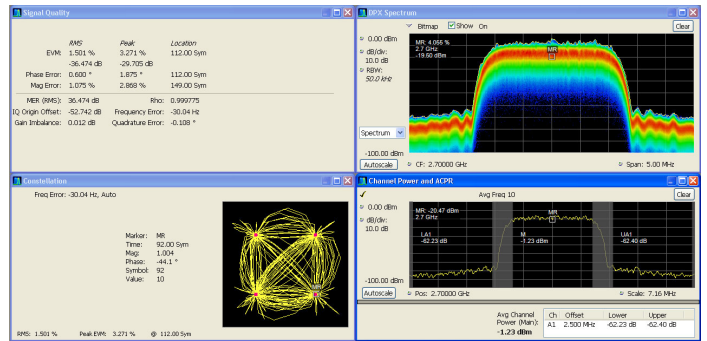 Signal Quality
RMS Peak Location
EVM: 1.501 % 3.271 % 112.00 Sym
-36.474 dB -29.705 dB
Phase Error: 0.600 ° 1.875 ° 112.00 Sym
Mag Error: 1.075 % 2.869 % 149.00 Sym
MER (RMS): 36.474 dB Rho: 0.999775
IQ Origin Offset: -52.742 dB Frequency Error: -30.04 Hz
Gain Imbalance: 0.012 dB Quadrature Error: -0.108 °
DPX Spectrum
Bitmap Show On Clear
0.00 dBm
dB/div:
10.0 dB
RBW:
50.0 kHz
MR: 4.055 %
2.7 GHz
-19.50 dBm
MR
Spectrum
-100.00 dBm
Autoscale CF: 2.70000 GHz Span: 5.00 MHz
Constellation
Freq Error: -30.04 Hz, Auto
Marker: MR
Time: 92.00 Sym
Mag: 1.004
Phase: -44.1 °
Symbol: 92
Value: 10
MR
RMS: 1.501 % Peak EVM: 3.271 % @ 112.00 Sym
Channel Power and ACPR
Avg Freq 10 Clear
0.00 dBm
dB/div:
10.0 dB
MR: -20.47 dBm
2.7 GHz
MR
LA1 M UA1
-62.23 dB -1.23 dBm -62.40 dB
-100.00 dBm
Autoscale Pos: 2.70000 GHz Scale: 7.16 MHz
Avg Channel
Power (Main):
-1.23 dBm
Ch Offset Lower Upper
A1 2.500 MHz -62.23 dB -62.40 dB